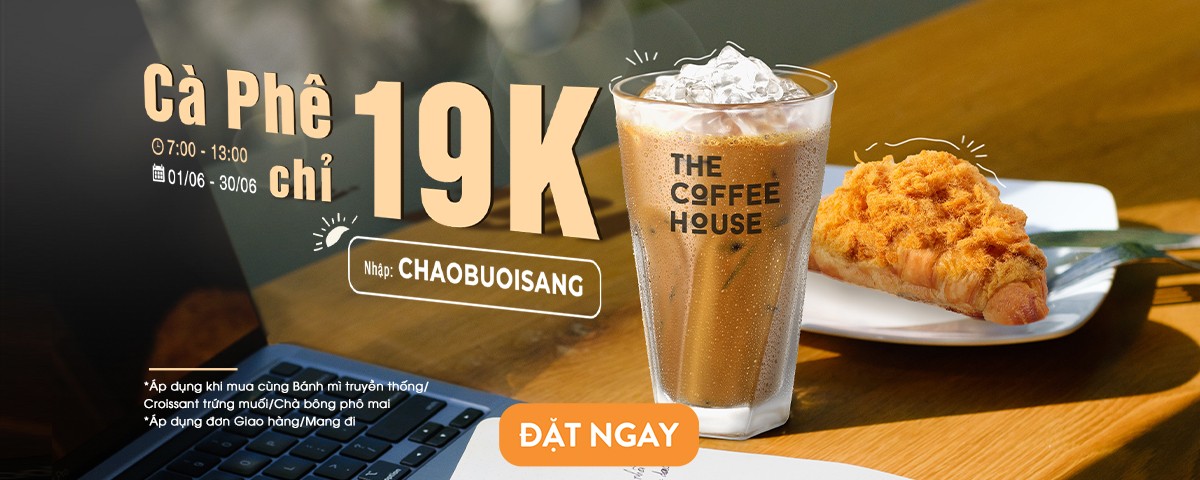 Cà Phê
chỉ
19K
7:00 - 13:00
01/06 - 30/06
Nhập: CHAOBUOISANG
*Áp dụng khi mua cùng Bánh mì truyền thống/
Croissant trứng muối/Chà bông phô mai
*Áp dụng đơn Giao hàng/Mang đi
ĐẶT NGAY
THE
COFFEE
HOUSE